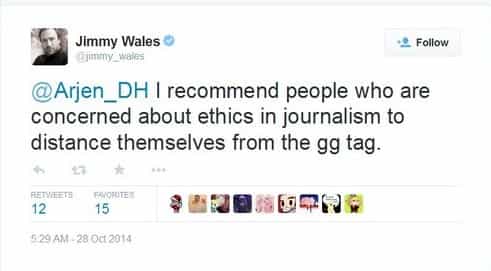 Jimmy Wales
@jimmy_wales
Follow
@Arjen_DH I recommend people who are
concerned about ethics in journalism to
distance themselves from the gg tag.
RETWEETS FAVORITES
12 15
5:29 AM - 28 Oct 2014